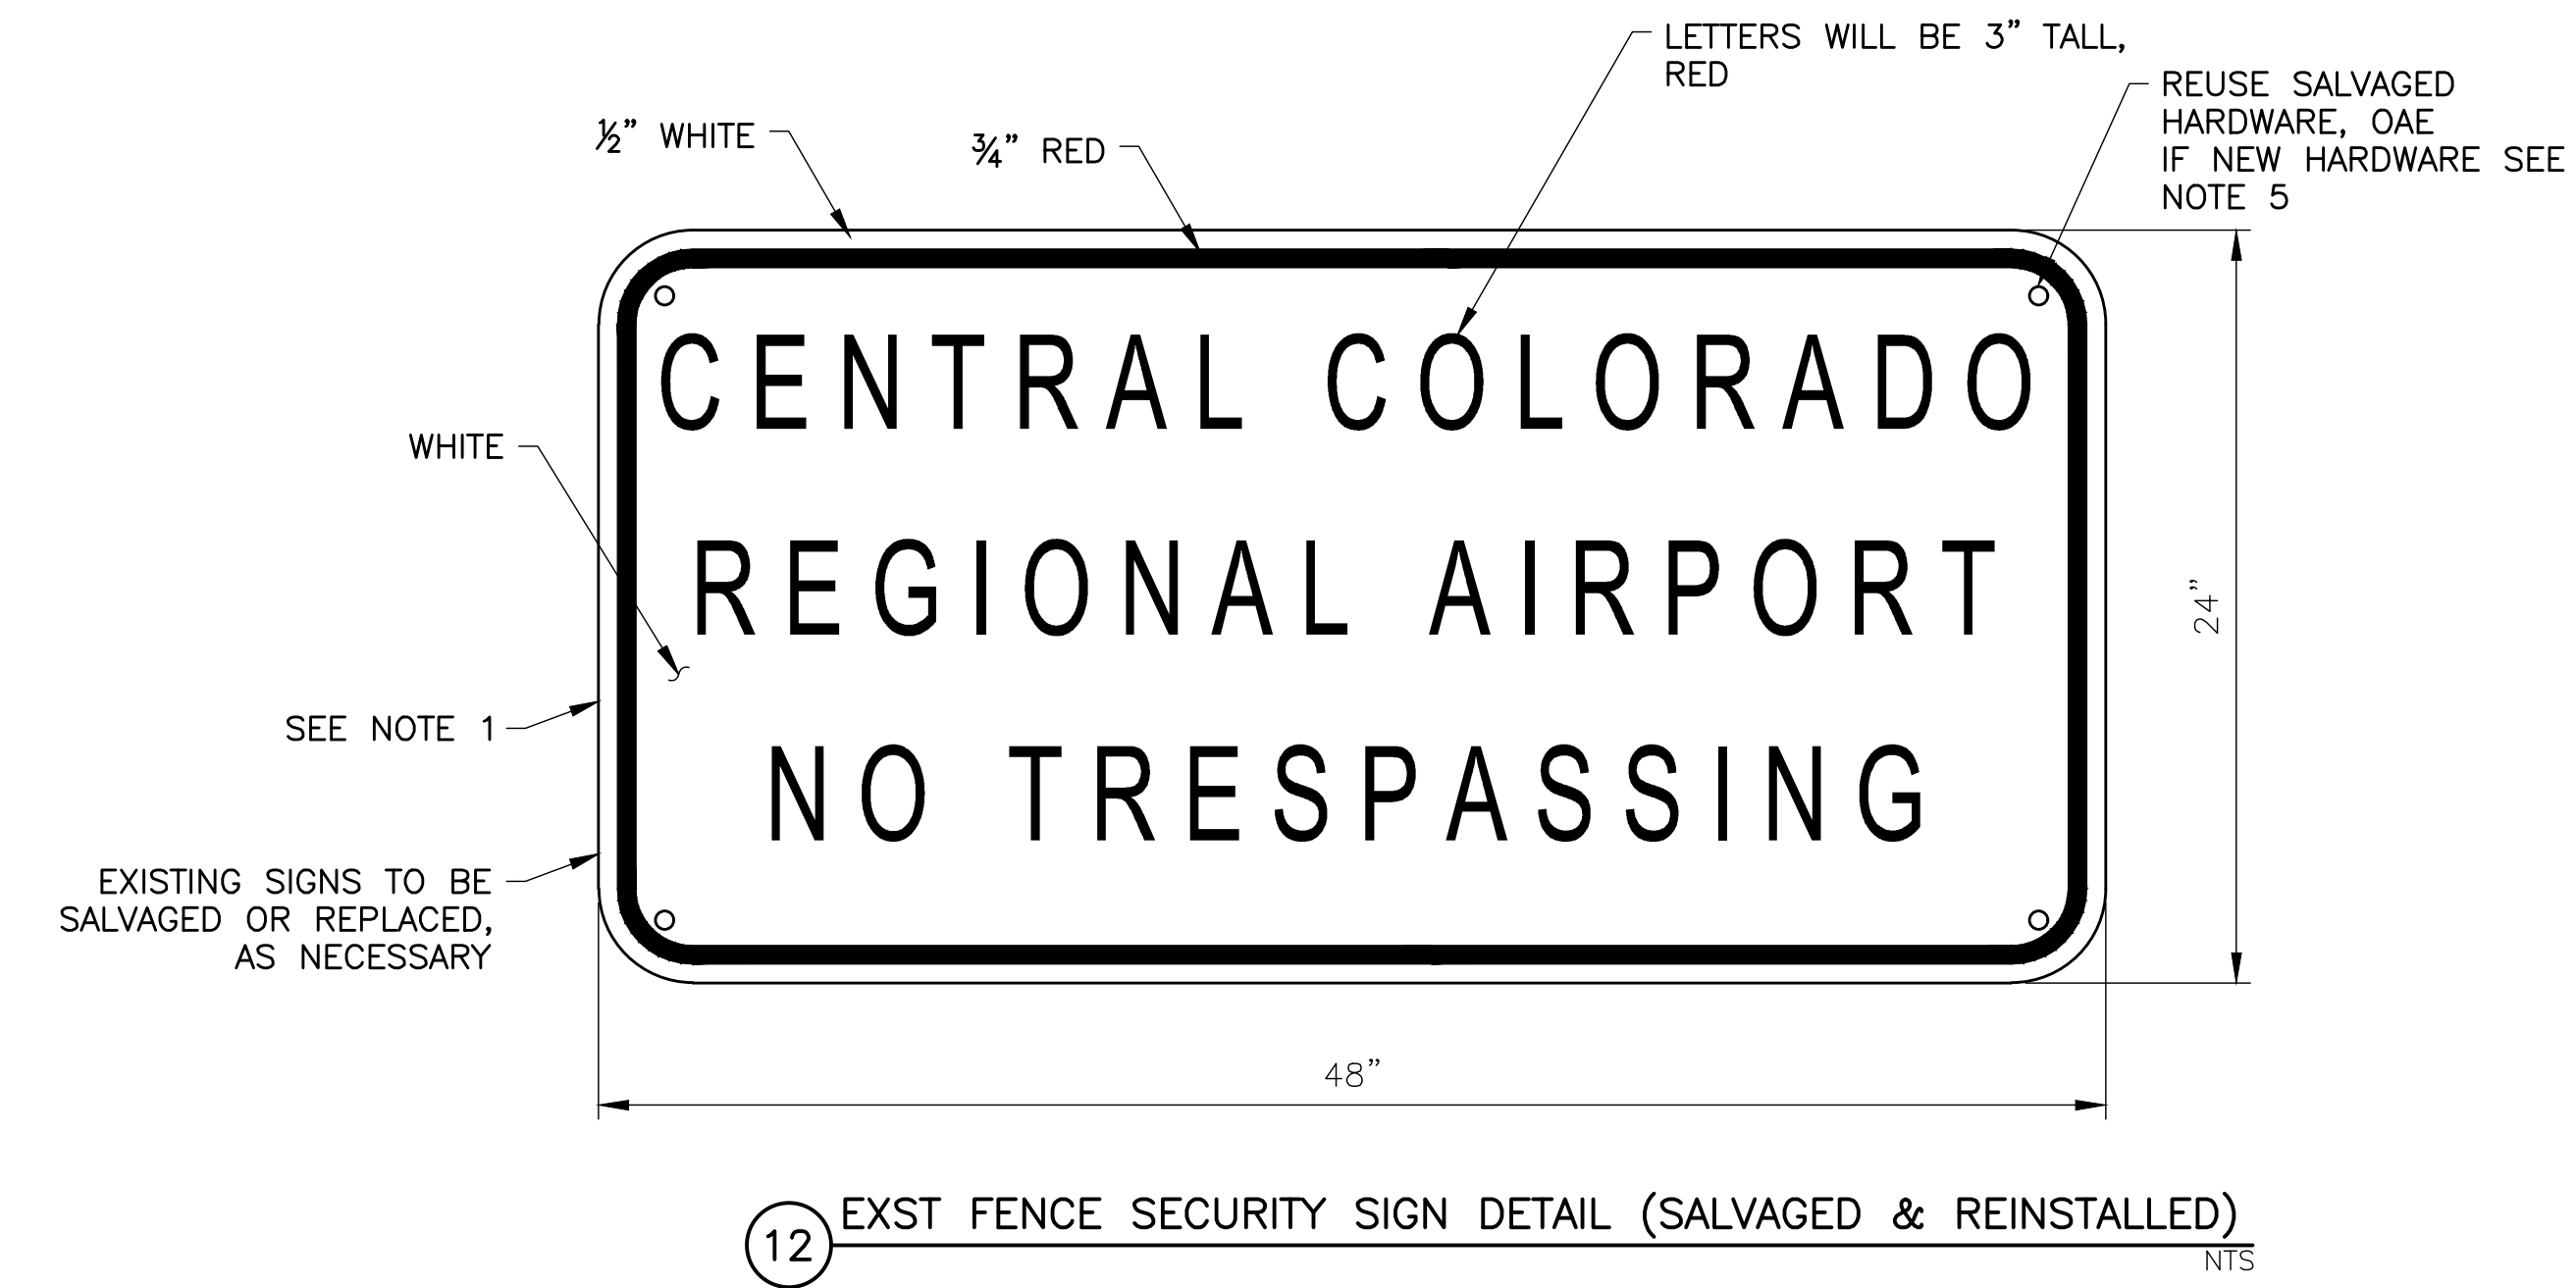 LETTERS WILL BE 3” TALL,
RED
REUSE SALVAGED
HARDWARE, OAE
IF NEW HARDWARE SEE
NOTE 5
½” WHITE
¾” RED
CENTRAL COLORADO
REGIONAL AIRPORT
NO TRESPASSING
WHITE
SEE NOTE 1
EXISTING SIGNS TO BE
SALVAGED OR REPLACED,
AS NECESSARY
24”
48”
12
EXST FENCE SECURITY SIGN DETAIL (SALVAGED & REINSTALLED)
NTS